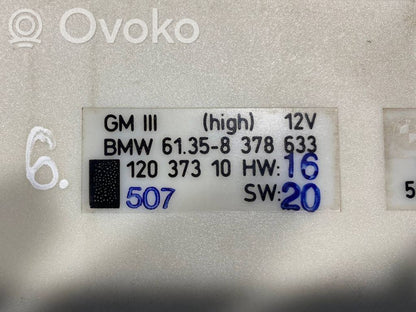 Ovoko
GM III (high) 12V
BMW 61.35-8 378 633
120 373 10 HW: 16
507 SW: 20
6.
5